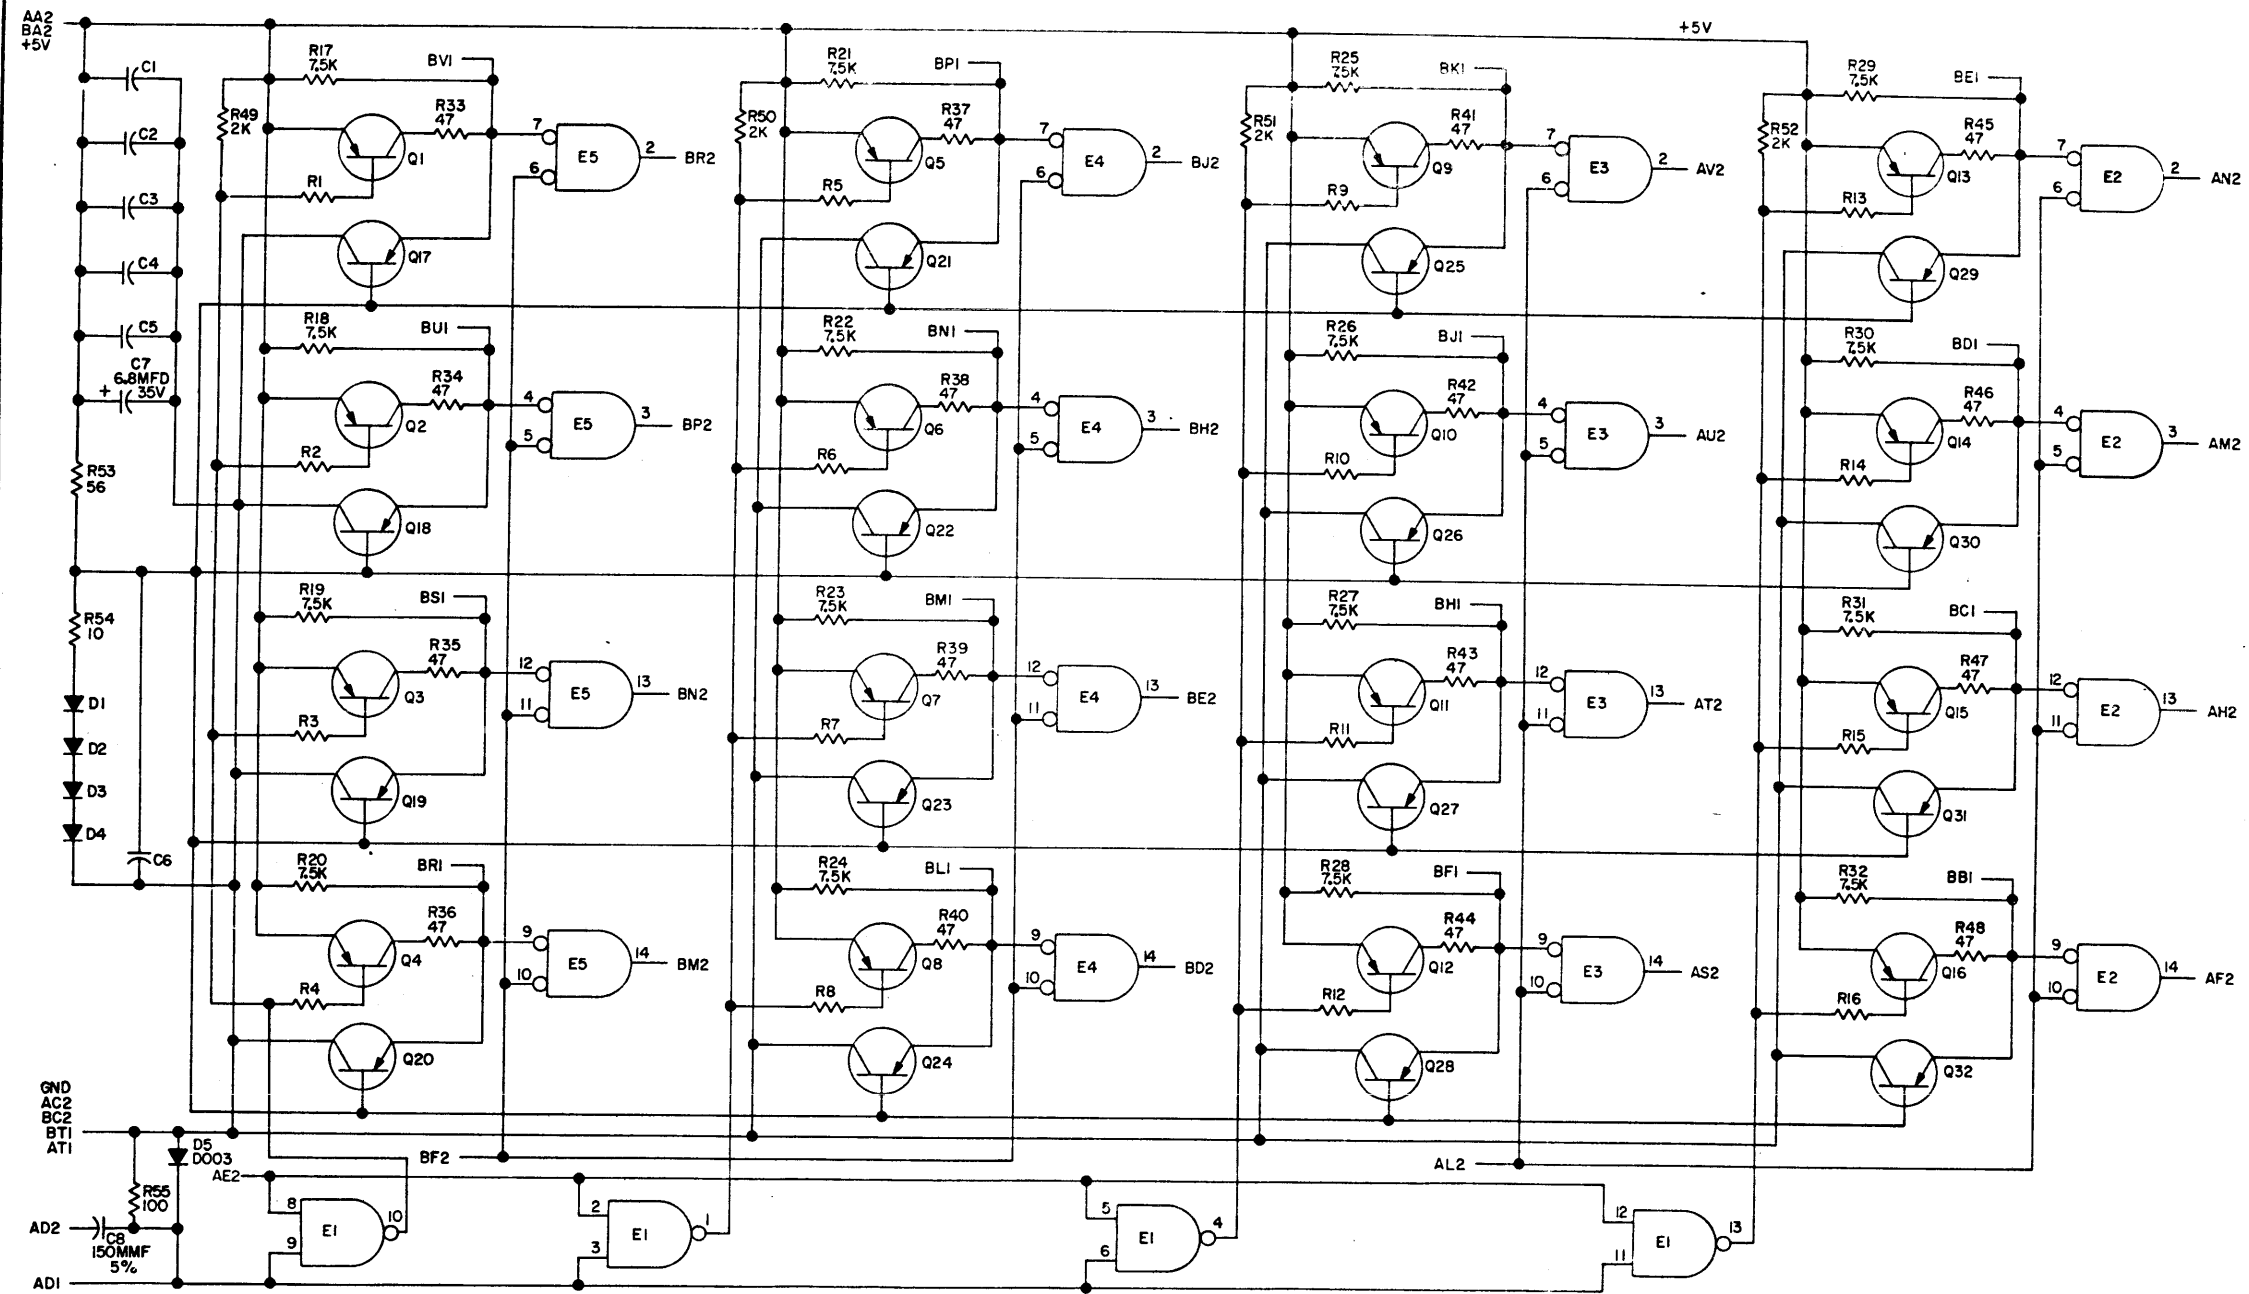 AA2
BA2
+5V
+5V
C1
C2
C3
C4
C5
C7
6.8MFD
+ 35V
R53
56
R54
10
D1
D2
D3
D4
C6
R17
7.5K
BV1
R49
2K
R33
47
Q1
R1
Q17
7
6
E5
2
BR2
R21
7.5K
BP1
R50
2K
R37
47
Q5
R5
Q21
7
6
E4
2
BJ2
R25
7.5K
BK1
R51
2K
R41
47
Q9
R9
Q25
7
6
E3
2
AV2
R29
7.5K
BE1
R52
2K
R45
47
Q13
R13
Q29
7
6
E2
2
AN2
R18
7.5K
BU1
R34
47
Q2
R2
Q18
4
5
E5
3
BP2
R22
7.5K
BN1
R38
47
Q6
R6
Q22
4
5
E4
3
BH2
R26
7.5K
BJ1
R42
47
Q10
R10
Q26
4
5
E3
3
AU2
R30
7.5K
BD1
R46
47
Q14
R14
Q30
4
5
E2
3
AM2
R19
7.5K
BS1
R35
47
Q3
R3
Q19
12
11
E5
13
BN2
R23
7.5K
BM1
R39
47
Q7
R7
Q23
12
11
E4
13
BE2
R27
7.5K
BH1
R43
47
Q11
R11
Q27
12
11
E3
13
AT2
R31
7.5K
BC1
R47
47
Q15
R15
Q31
12
11
E2
13
AH2
R20
7.5K
BR1
R36
47
Q4
R4
Q20
9
10
E5
14
BM2
R24
7.5K
BL1
R40
47
Q8
R8
Q24
9
10
E4
14
BD2
R28
7.5K
BF1
R44
47
Q12
R12
Q28
9
10
E3
14
AS2
R32
7.5K
BB1
R48
47
Q16
R16
Q32
9
10
E2
14
AF2
GND
AC2
BC2
BT1
AT1
D5
D003
R55
100
AD2
C8
150MMF
5%
AD1
AE2
BF2
AL2
8
9
E1
10
2
3
E1
1
5
6
E1
4
12
11
E1
13